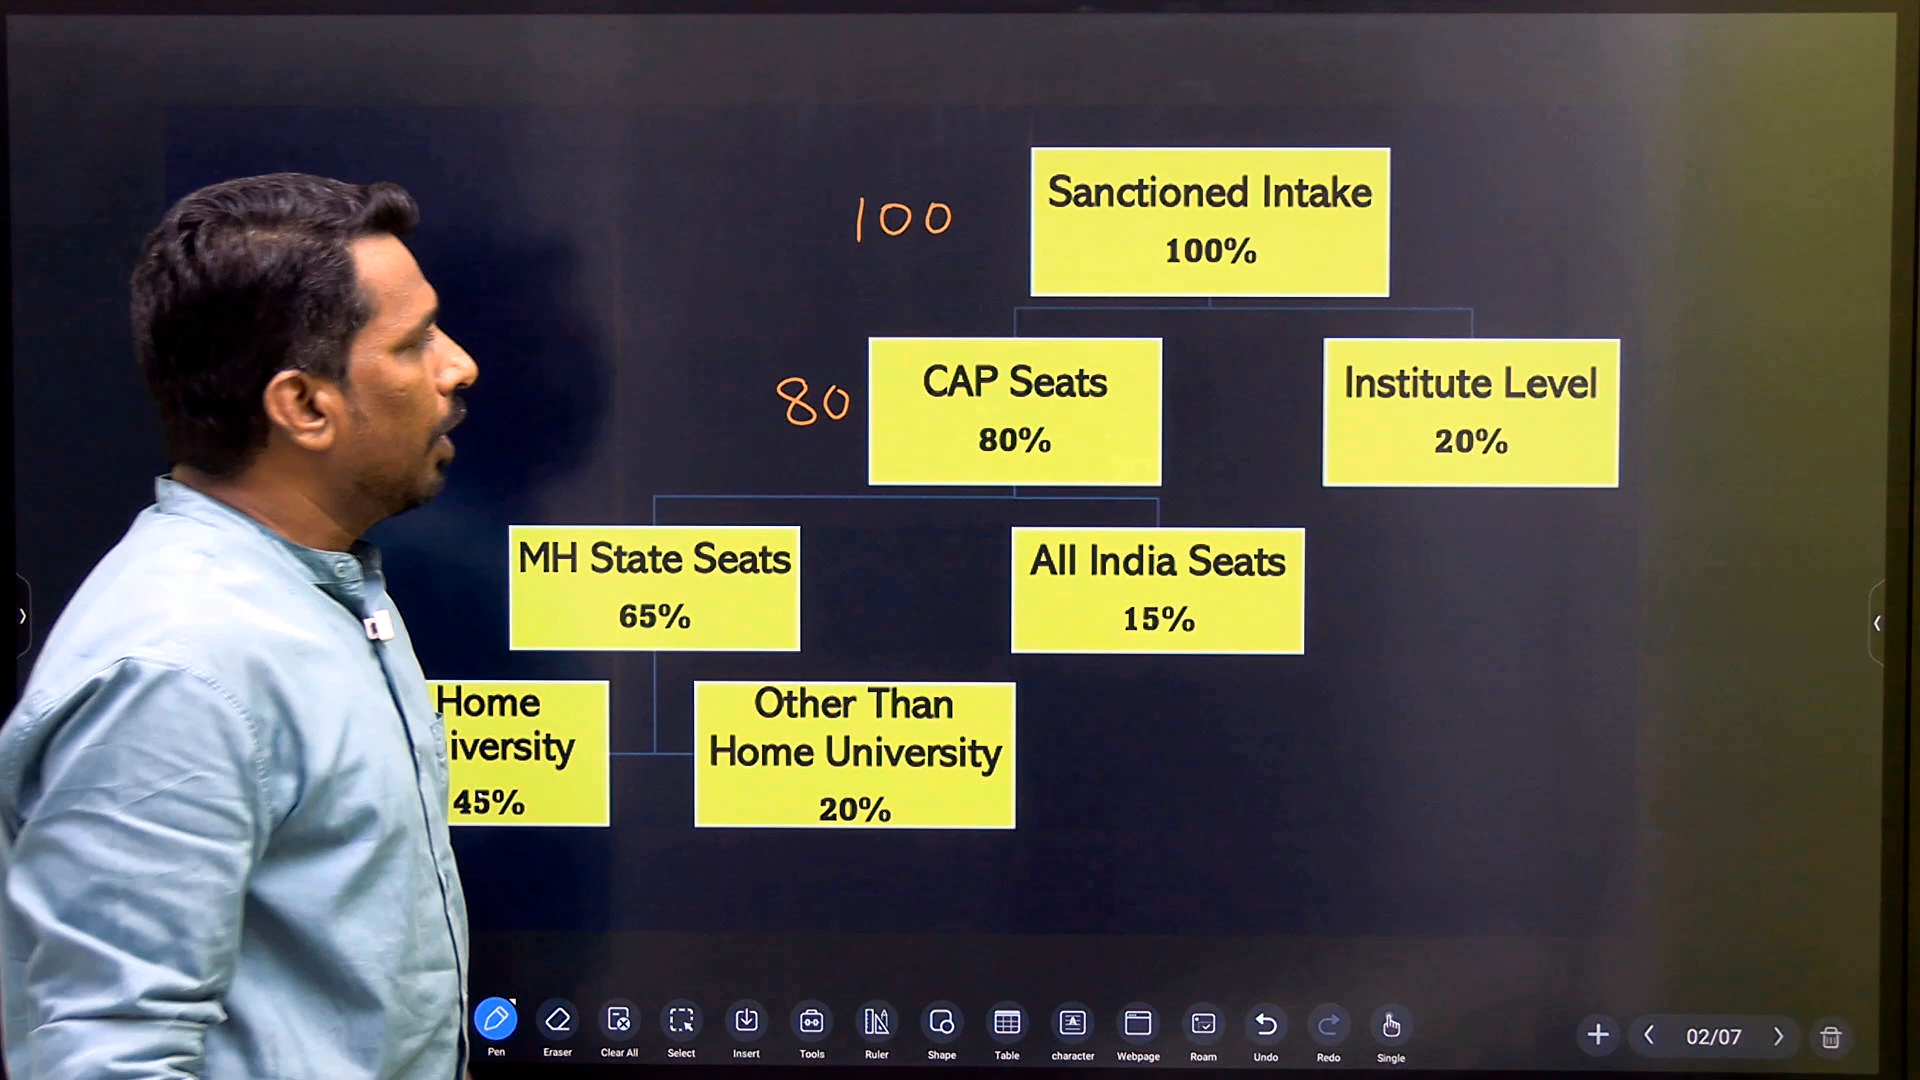 100
Sanctioned Intake
100%
80
CAP Seats
80%
Institute Level
20%
MH State Seats
65%
All India Seats
15%
Home
iversity
45%
Other Than
Home University
20%
Pen
Eraser
Clear All
Select
Insert
Tools
Ruler
Shape
Table
character
Webpage
Roam
Undo
Redo
Single
02/07